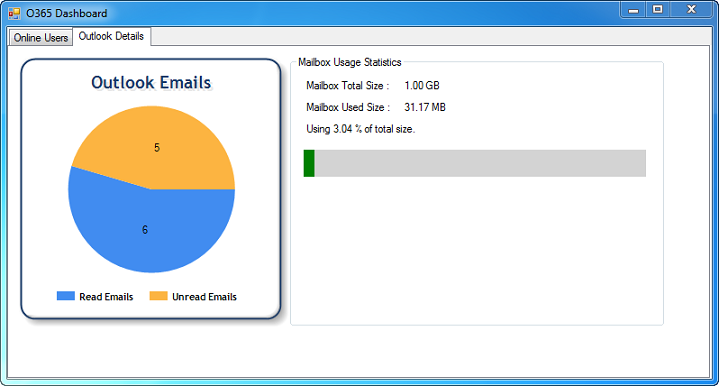 O365 Dashboard
Online Users
Outlook Details
Outlook Emails
5
6
Read Emails
Unread Emails
Mailbox Usage Statistics
Mailbox Total Size : 1.00 GB
Mailbox Used Size : 31.17 MB
Using 3.04 % of total size.